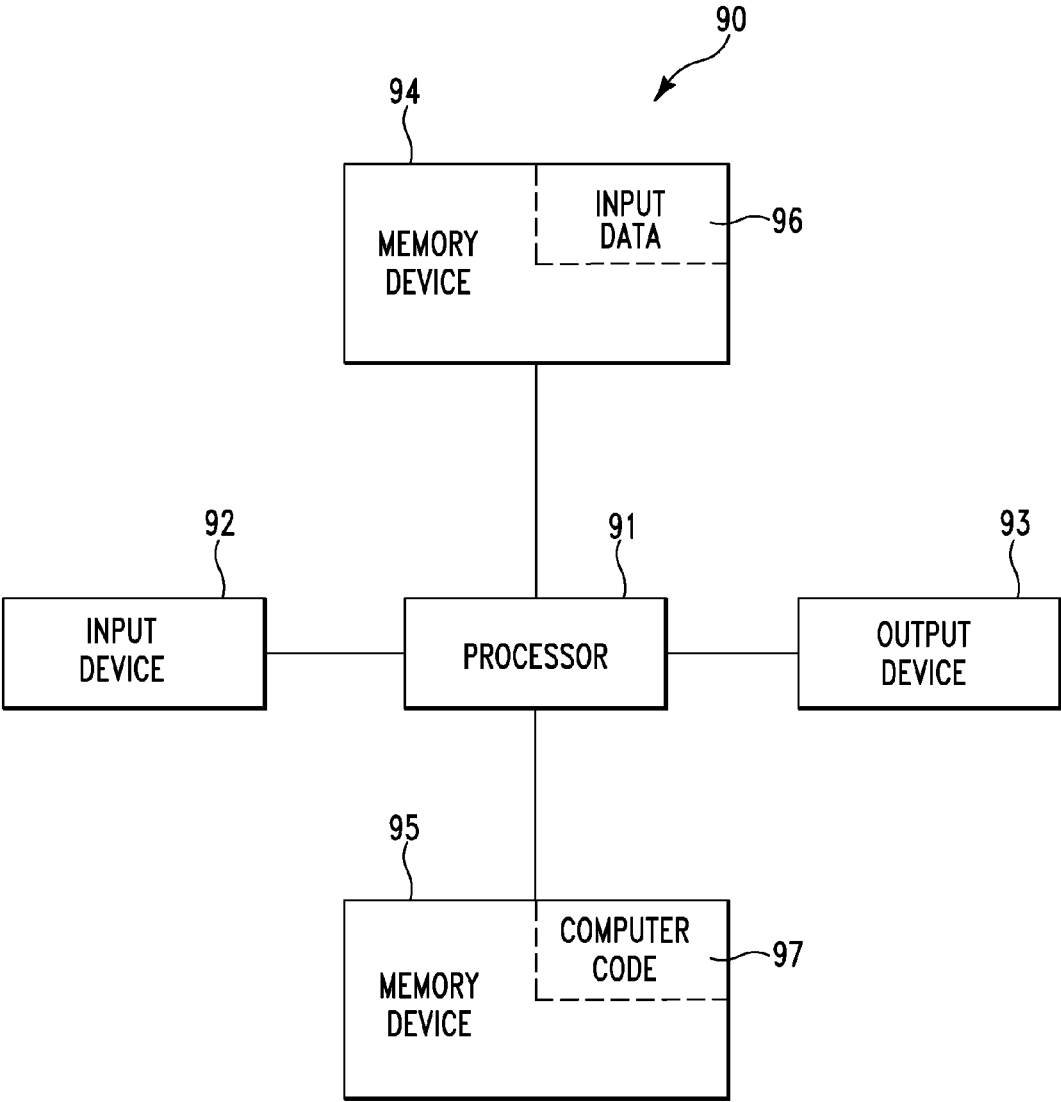 90
94
INPUT
DATA
96
MEMORY
DEVICE
92
91
93
INPUT
DEVICE
PROCESSOR
OUTPUT
DEVICE
95
COMPUTER
CODE
97
MEMORY
DEVICE